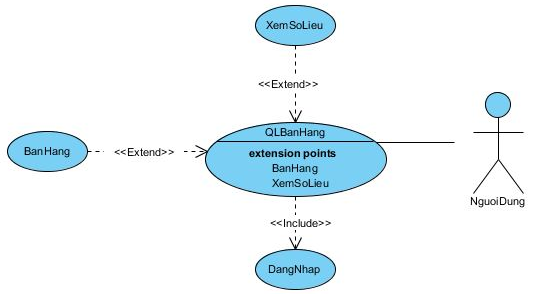 XemSoLieu
<<Extend>>
QLBanHang
BanHang
<<Extend>>
extension points
BanHang
XemSoLieu
NguoiDung
<<Include>>
DangNhap